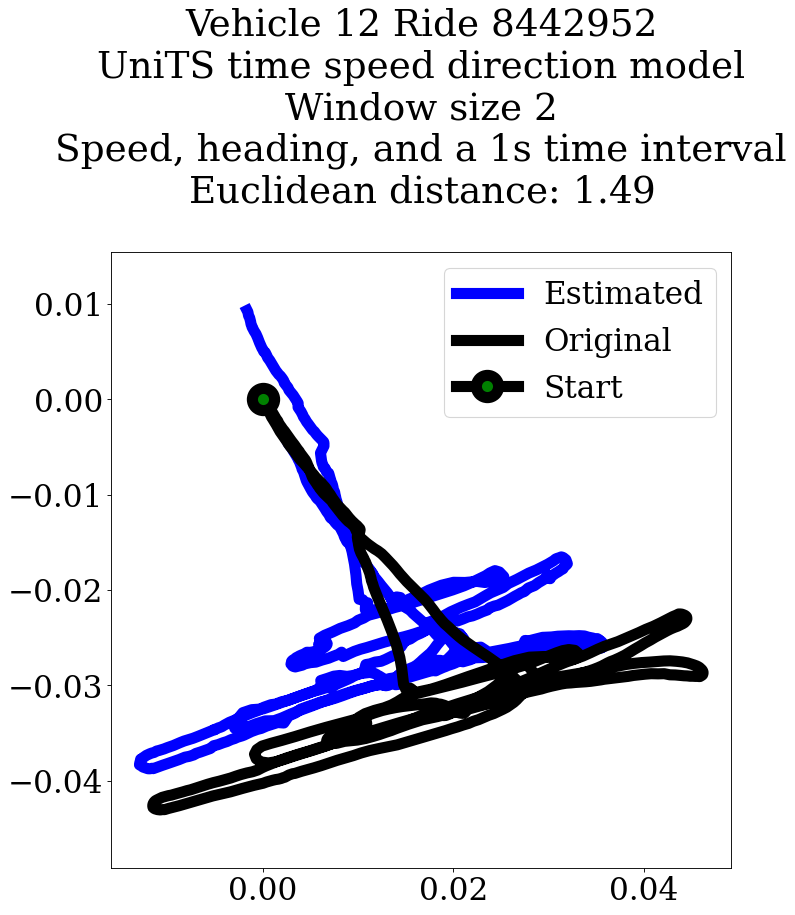 Vehicle 12 Ride 8442952
UniTS time speed direction model
Window size 2
Speed, heading, and a 1s time interval
Euclidean distance: 1.49
Estimated
Original
Start
0.01
0.00
−0.01
−0.02
−0.03
−0.04
0.00 0.02 0.04